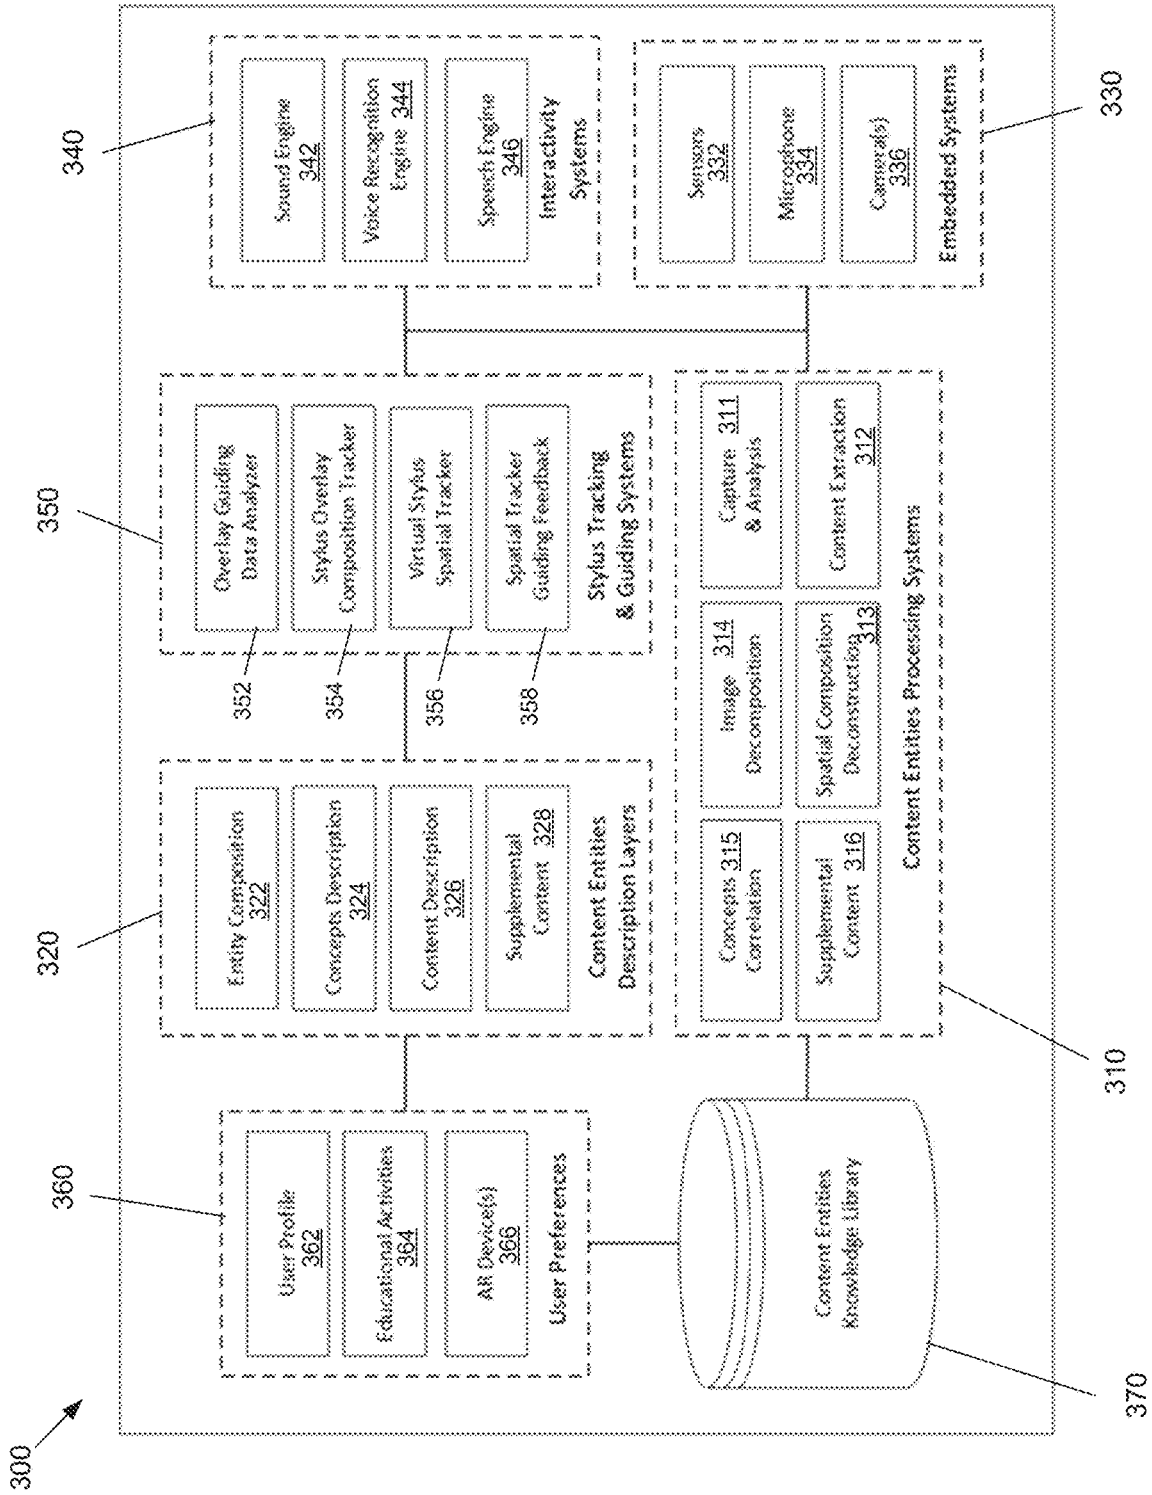 300
360
User Profile
362
Educational Activities
364
AR Device(s)
366
User Preferences
320
Entity Composition
322
Concepts Description
324
Content Description
326
Supplemental
Content 328
Content Entities
Description Layers
350
Overlay Guiding
Data Analyzer
352
Stylus Overlay
Composition Tracker
354
Virtual Stylus
Spatial Tracker
356
Spatial Tracker
Guiding Feedback
358
Stylus Tracking
& Guiding Systems
340
Sound Engine
342
Voice Recognition
Engine 344
Speech Engine
346
Interactivity
Systems
370
Content Entities
Knowledge Library
310
Concepts 315
Correlation
Image 314
Decomposition
Capture 311
& Analysis
Supplemental
Content 316
Spatial Composition
Deconstructing 313
Content Extraction
312
Content Entities Processing Systems
330
Sensors
332
Microphone
334
Camera(s)
336
Embedded Systems